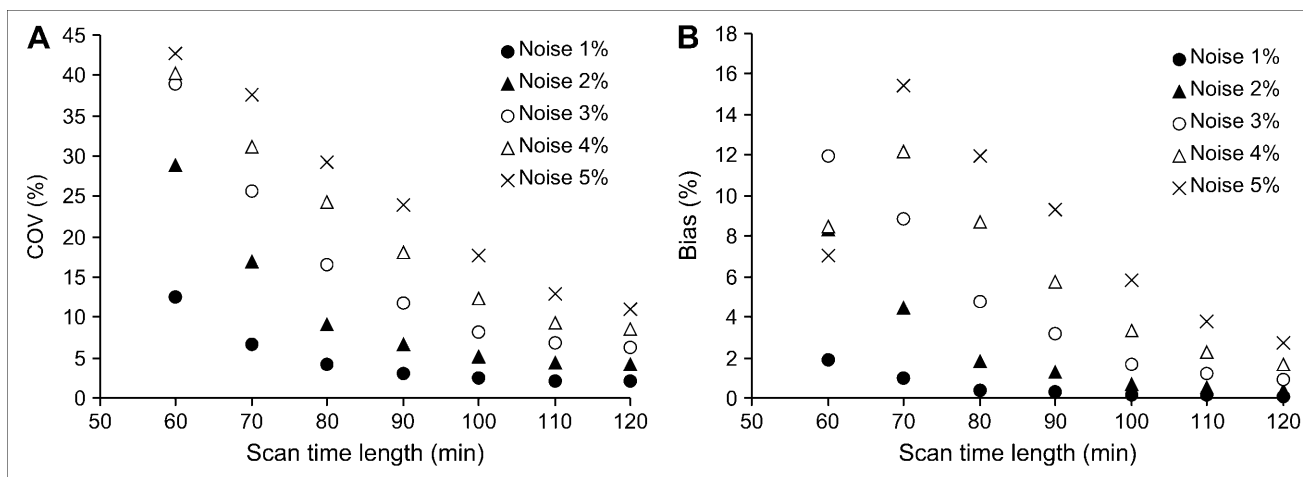 A
45
40
35
30
25
20
15
10
5
0
COV (%)
50 60 70 80 90 100 110 120
Scan time length (min)
Noise 1%
Noise 2%
Noise 3%
Noise 4%
Noise 5%
B
18
16
14
12
10
8
6
4
2
0
Bias (%)
50 60 70 80 90 100 110 120
Scan time length (min)
Noise 1%
Noise 2%
Noise 3%
Noise 4%
Noise 5%